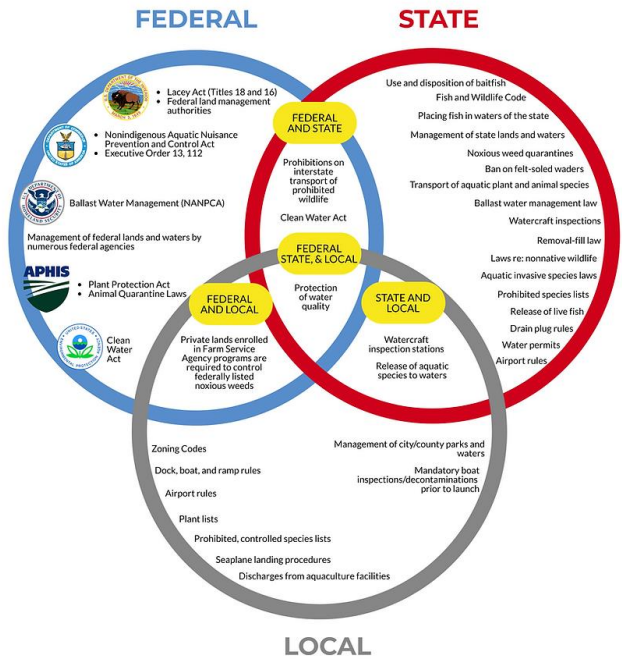 FEDERAL
STATE
• Lacey Act (Titles 18 and 16)
• Federal land management
authorities
• Nonindigenous Aquatic Nuisance
Prevention and Control Act
• Executive Order 13, 112
Ballast Water Management (NANPCA)
Management of federal lands and waters by
numerous federal agencies
APHIS
• Plant Protection Act
• Animal Quarantine Laws
Clean
Water
Act
FEDERAL
AND STATE
Prohibitions on
interstate
transport of
prohibited
wildlife
Clean Water Act
Use and disposition of baitfish
Fish and Wildlife Code
Placing fish in waters of the state
Management of state lands and waters
Noxious weed quarantines
Ban on felt-soled waders
Transport of aquatic plant and animal species
Ballast water management law
Watercraft inspections
Removal-fill law
Laws re: nonnative wildlife
Aquatic invasive species laws
Prohibited species lists
Release of live fish
Drain plug rules
Water permits
Airport rules
FEDERAL
STATE, & LOCAL
Protection
of water
quality
FEDERAL
AND LOCAL
Private lands enrolled
in Farm Service
Agency programs are
required to control
federally listed
noxious weeds
STATE AND
LOCAL
Watercraft
inspection stations
Release of aquatic
species to waters
Zoning Codes
Dock, boat, and ramp rules
Airport rules
Plant lists
Prohibited, controlled species lists
Seaplane landing procedures
Discharges from aquaculture facilities
Management of city/county parks and
waters
Mandatory boat
inspections/decontaminations
prior to launch
LOCAL